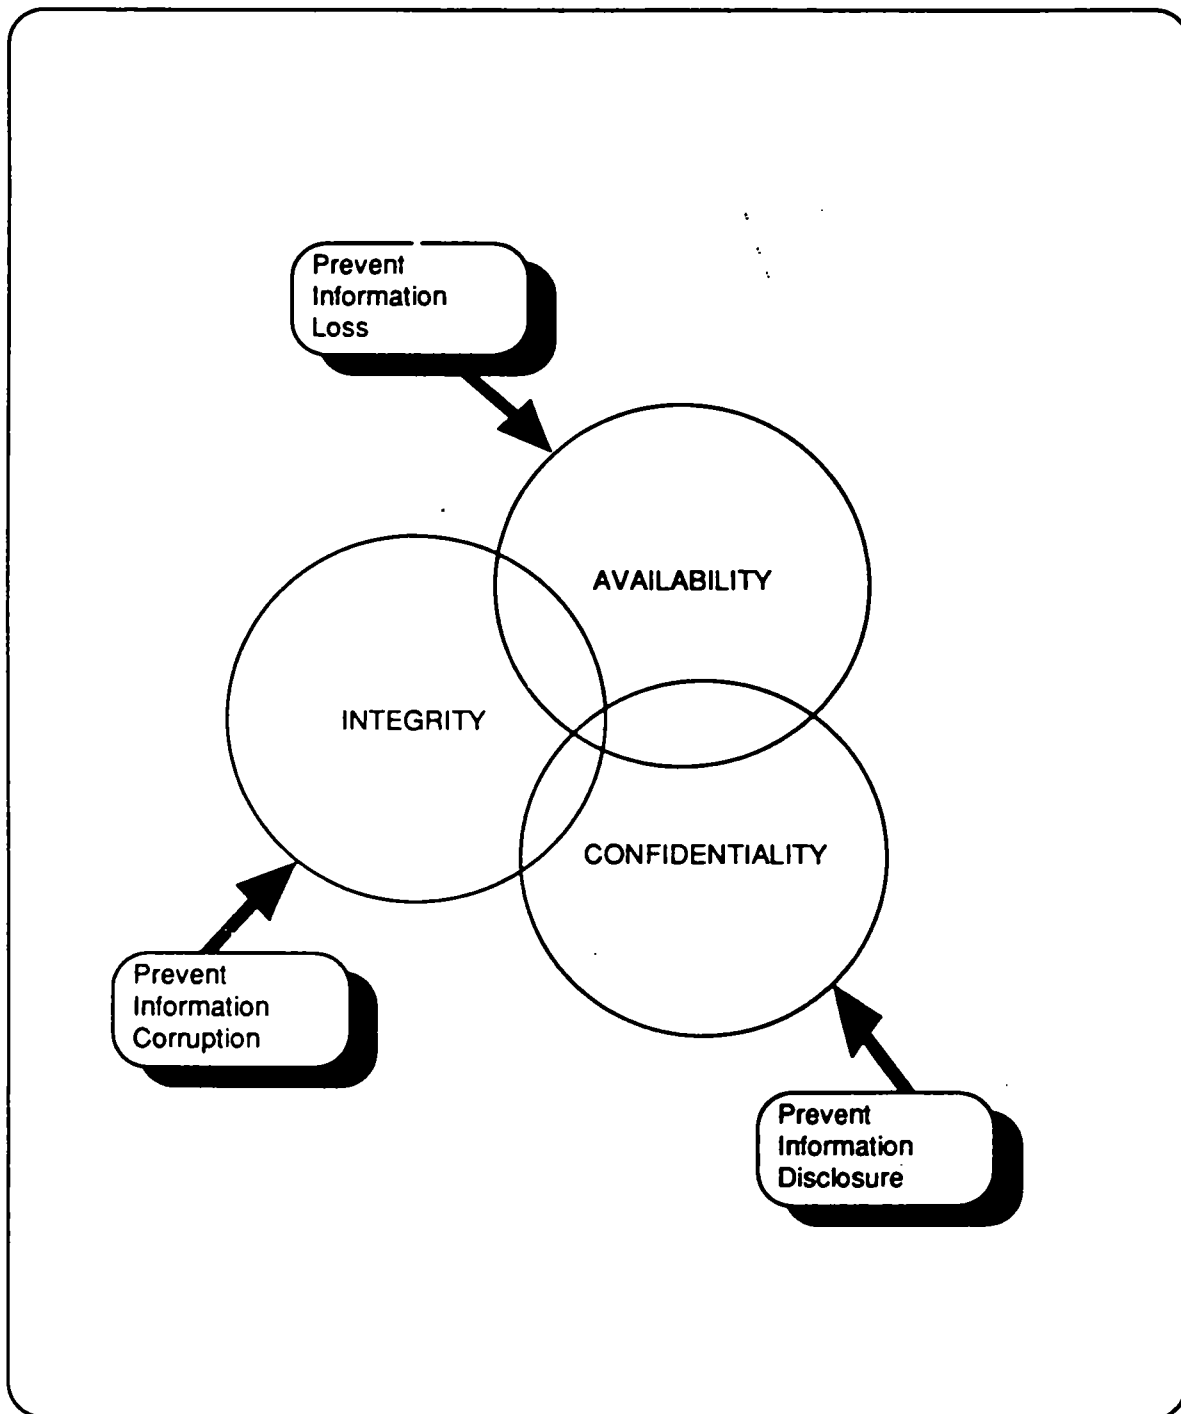 Prevent
Information
Loss
AVAILABILITY
INTEGRITY
CONFIDENTIALITY
Prevent
Information
Corruption
Prevent
Information
Disclosure